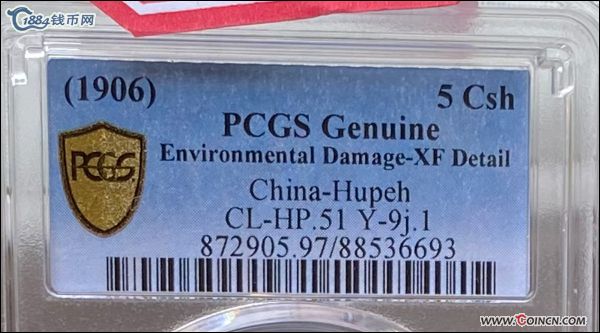 1884钱币网
(1906) 5 Csh
PCGS Genuine
Environmental Damage-XF Detail
PCGS
China-Hupeh
CL-HP.51 Y-9j.1
872905.97/88536693
www.COINCN.com